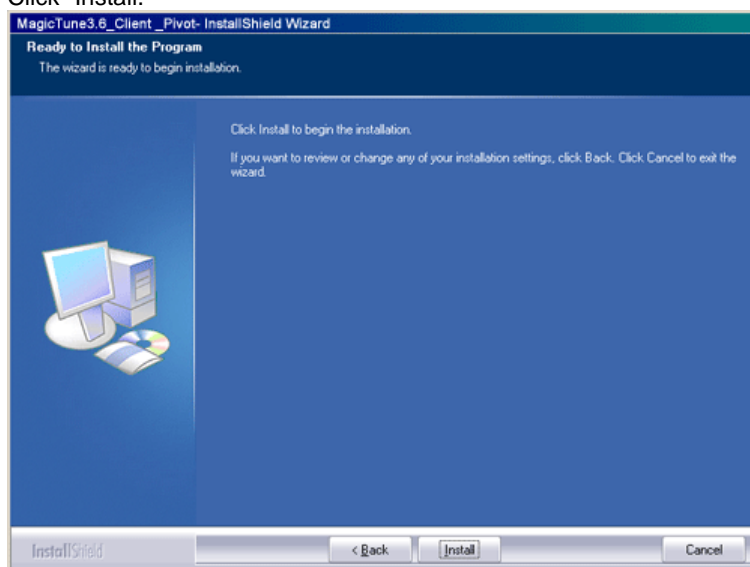 Click "Install."
MagicTune3.6_Client _Pivot- InstallShield Wizard
Ready to Install the Program
The wizard is ready to begin installation.
Click Install to begin the installation.
If you want to review or change any of your installation settings, click Back. Click Cancel to exit the
wizard.
InstallShield
< Back
Install
Cancel